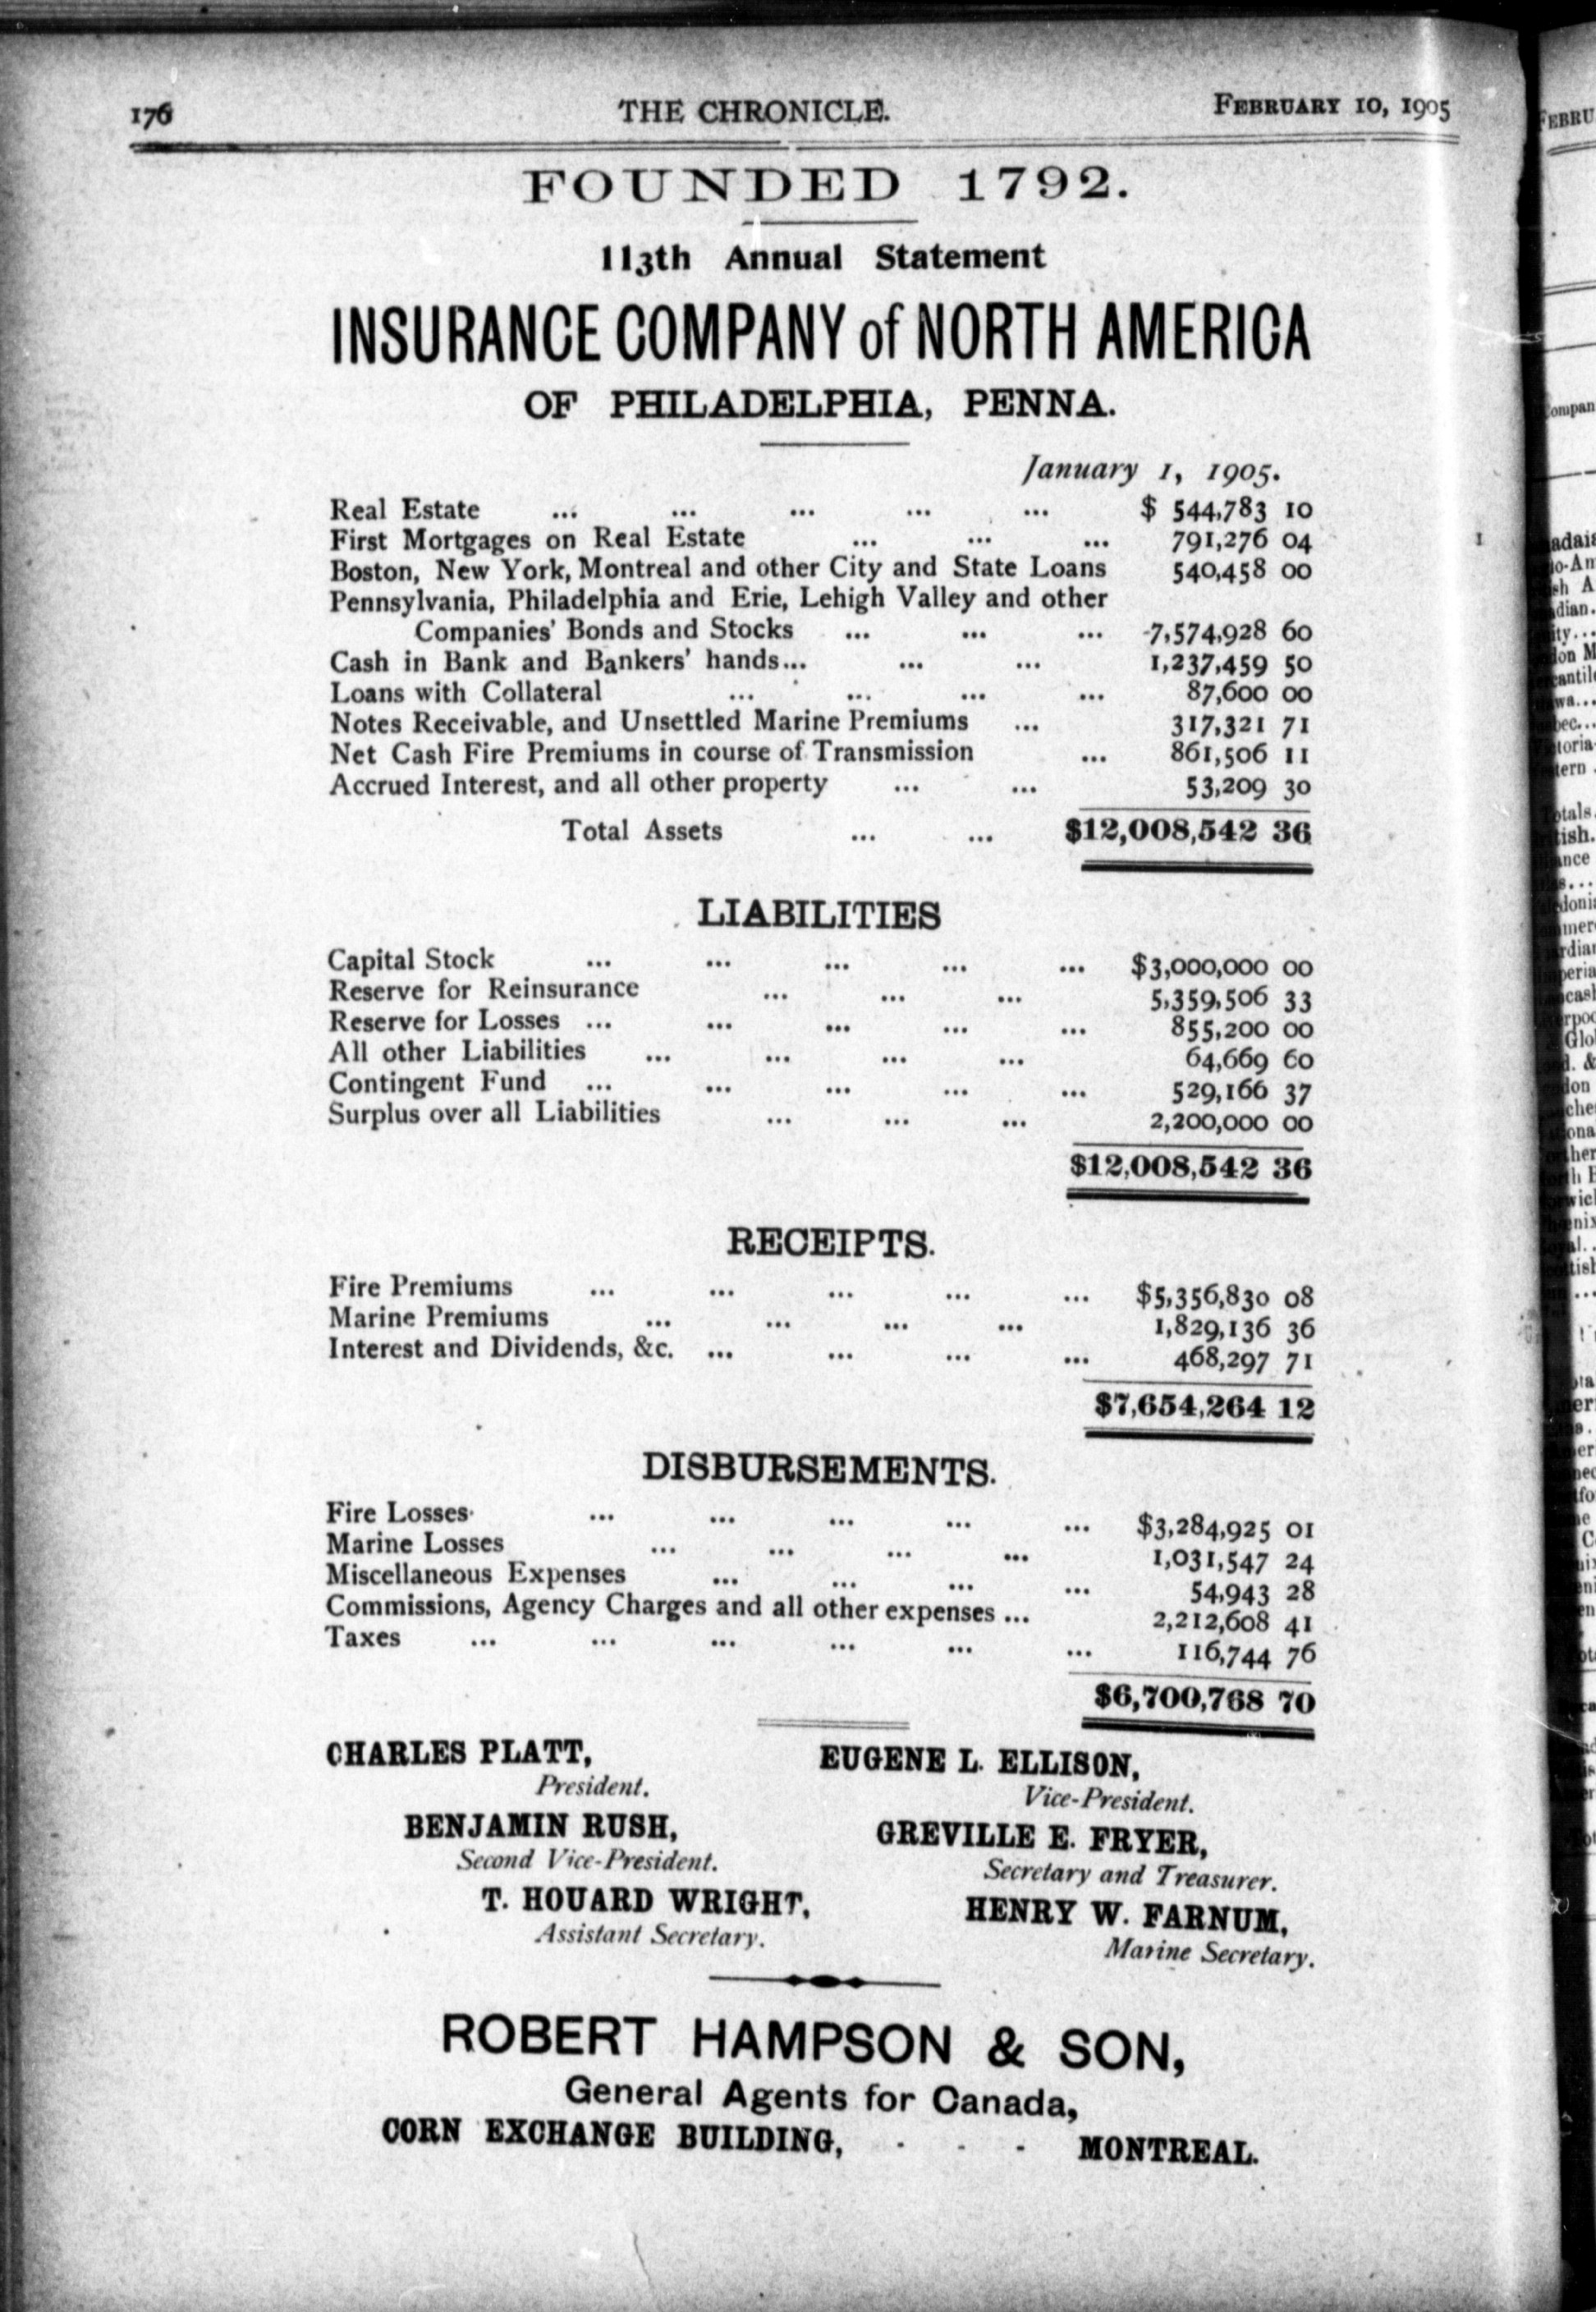 176 THE CHRONICLE. FEBRUARY 10, 1905
FOUNDED 1792.
113th Annual Statement
INSURANCE COMPANY of NORTH AMERICA
OF PHILADELPHIA, PENNA.
January 1, 1905.
Real Estate ... ... ... ... ... $ 544,783 10
First Mortgages on Real Estate ... ... ... 791,276 04
Boston, New York, Montreal and other City and State Loans 540,458 00
Pennsylvania, Philadelphia and Erie, Lehigh Valley and other
Companies' Bonds and Stocks ... ... ... 7,574,928 60
Cash in Bank and Bankers' hands... ... ... 1,237,459 50
Loans with Collateral ... ... ... ... 87,600 00
Notes Receivable, and Unsettled Marine Premiums ... 317,321 71
Net Cash Fire Premiums in course of Transmission ... 861,506 11
Accrued Interest, and all other property ... ... 53,209 30
Total Assets ... ... $12,008,542 36
LIABILITIES
Capital Stock ... ... ... ... ... $3,000,000 00
Reserve for Reinsurance ... ... ... 5,359,506 33
Reserve for Losses ... ... ... ... ... 855,200 00
All other Liabilities ... ... ... ... 64,669 60
Contingent Fund ... ... ... ... ... 529,166 37
Surplus over all Liabilities ... ... ... 2,200,000 00
$12,008,542 36
RECEIPTS.
Fire Premiums ... ... ... ... ... $5,356,830 08
Marine Premiums ... ... ... ... 1,829,136 36
Interest and Dividends, &c. ... ... ... ... 468,297 71
$7,654,264 12
DISBURSEMENTS.
Fire Losses ... ... ... ... ... $3,284,925 01
Marine Losses ... ... ... ... 1,031,547 24
Miscellaneous Expenses ... ... ... ... 54,943 28
Commissions, Agency Charges and all other expenses ... 2,212,608 41
Taxes ... ... ... ... ... ... 116,744 76
$6,700,768 70
CHARLES PLATT, EUGENE L. ELLISON,
President. Vice-President.
BENJAMIN RUSH, GREVILLE E. FRYER,
Second Vice-President. Secretary and Treasurer.
T. HOUARD WRIGHT, HENRY W. FARNUM,
Assistant Secretary. Marine Secretary.
ROBERT HAMPSON & SON,
General Agents for Canada,
CORN EXCHANGE BUILDING, - - - MONTREAL.